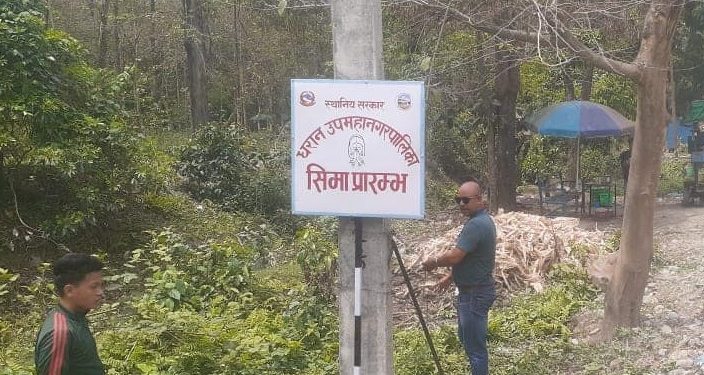 स्थानिय सरकार
धरान उपमहानगरपालिका
सिमा प्रारम्भ